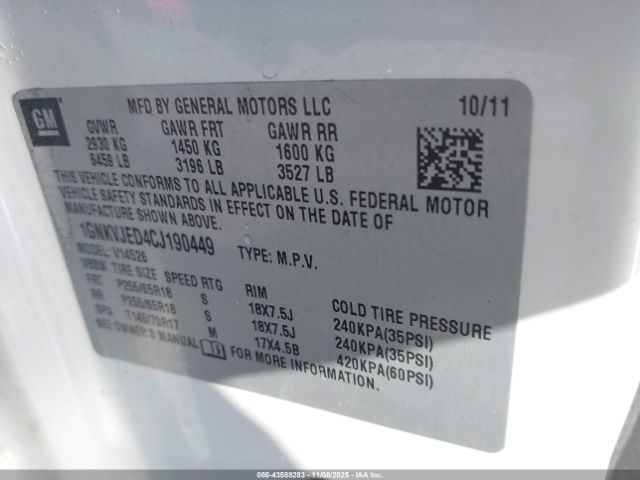 GM
MFD BY GENERAL MOTORS LLC 10/11
GVWR GAWR FRT GAWR RR
2930 KG 1450 KG 1600 KG
6459 LB 3196 LB 3527 LB
THIS VEHICLE CONFORMS TO ALL APPLICABLE U.S. FEDERAL MOTOR
VEHICLE SAFETY STANDARDS IN EFFECT ON THE DATE OF
MANUFACTURE SHOWN ABOVE.
1GNKVJED4CJ190449 TYPE: M.P.V.
MODEL: V14526
VBBW TIRE SIZE SPEED RTG RIM COLD TIRE PRESSURE
FRT P255/65R18 S 18X7.5J 240KPA(35PSI)
RR P255/65R18 S 18X7.5J 240KPA(35PSI)
SPA T145/70R17 M 17X4.5B 420KPA(60PSI)
SEE OWNER'S MANUAL FOR MORE INFORMATION.
000-43588283 - 11/08/2025 - IAAI.COM